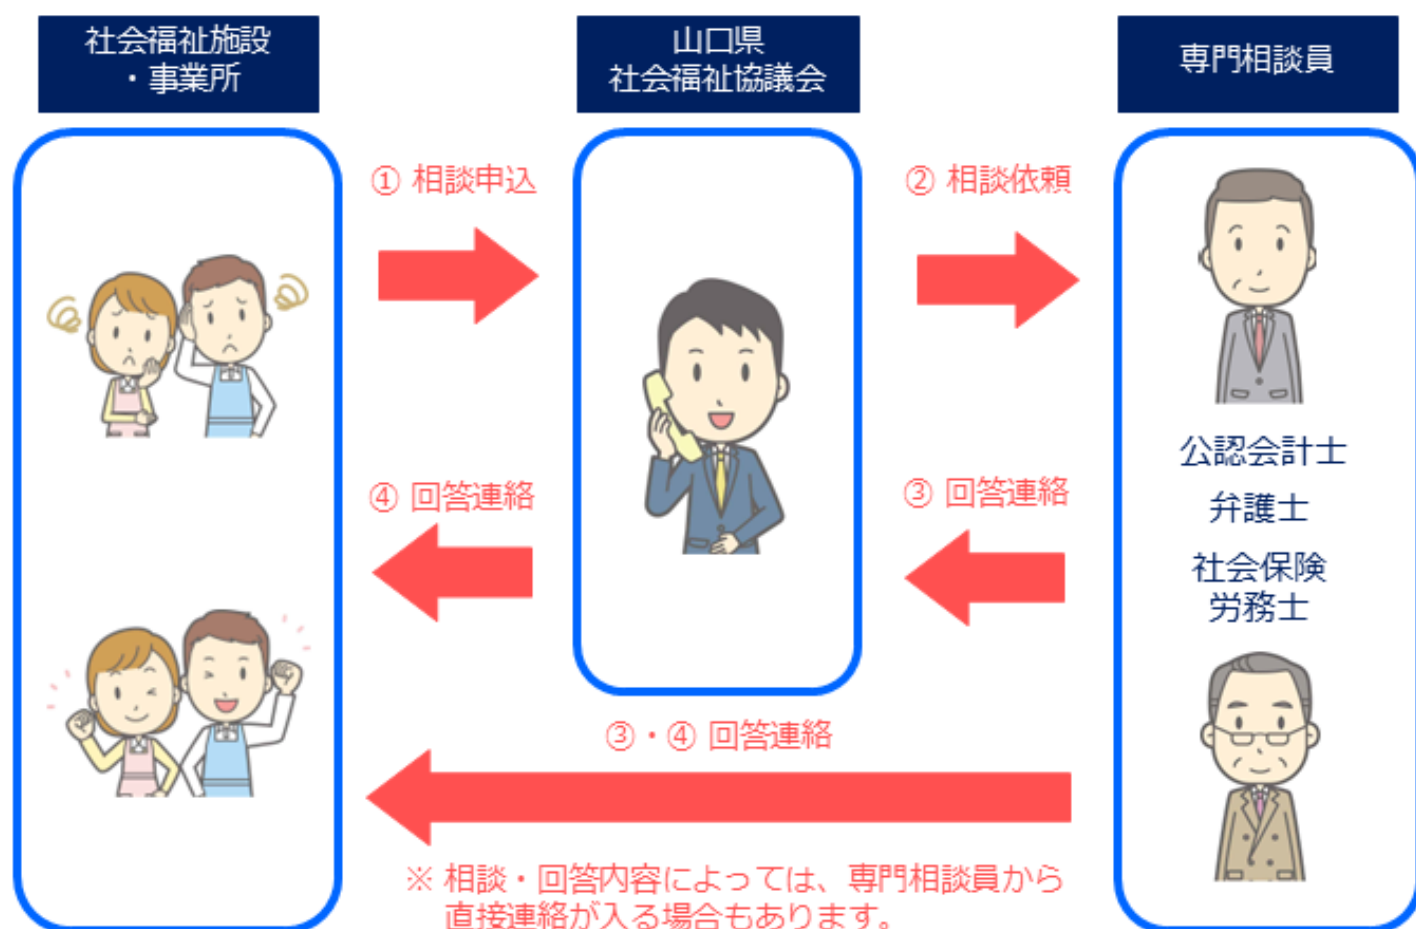 社会福祉施設
・事業所
山口県
社会福祉協議会
専門相談員
① 相談申込
② 相談依頼
④ 回答連絡
③ 回答連絡
公認会計士
弁護士
社会保険
労務士
③・④ 回答連絡
※ 相談・回答内容によっては、専門相談員から
直接連絡が入る場合もあります。